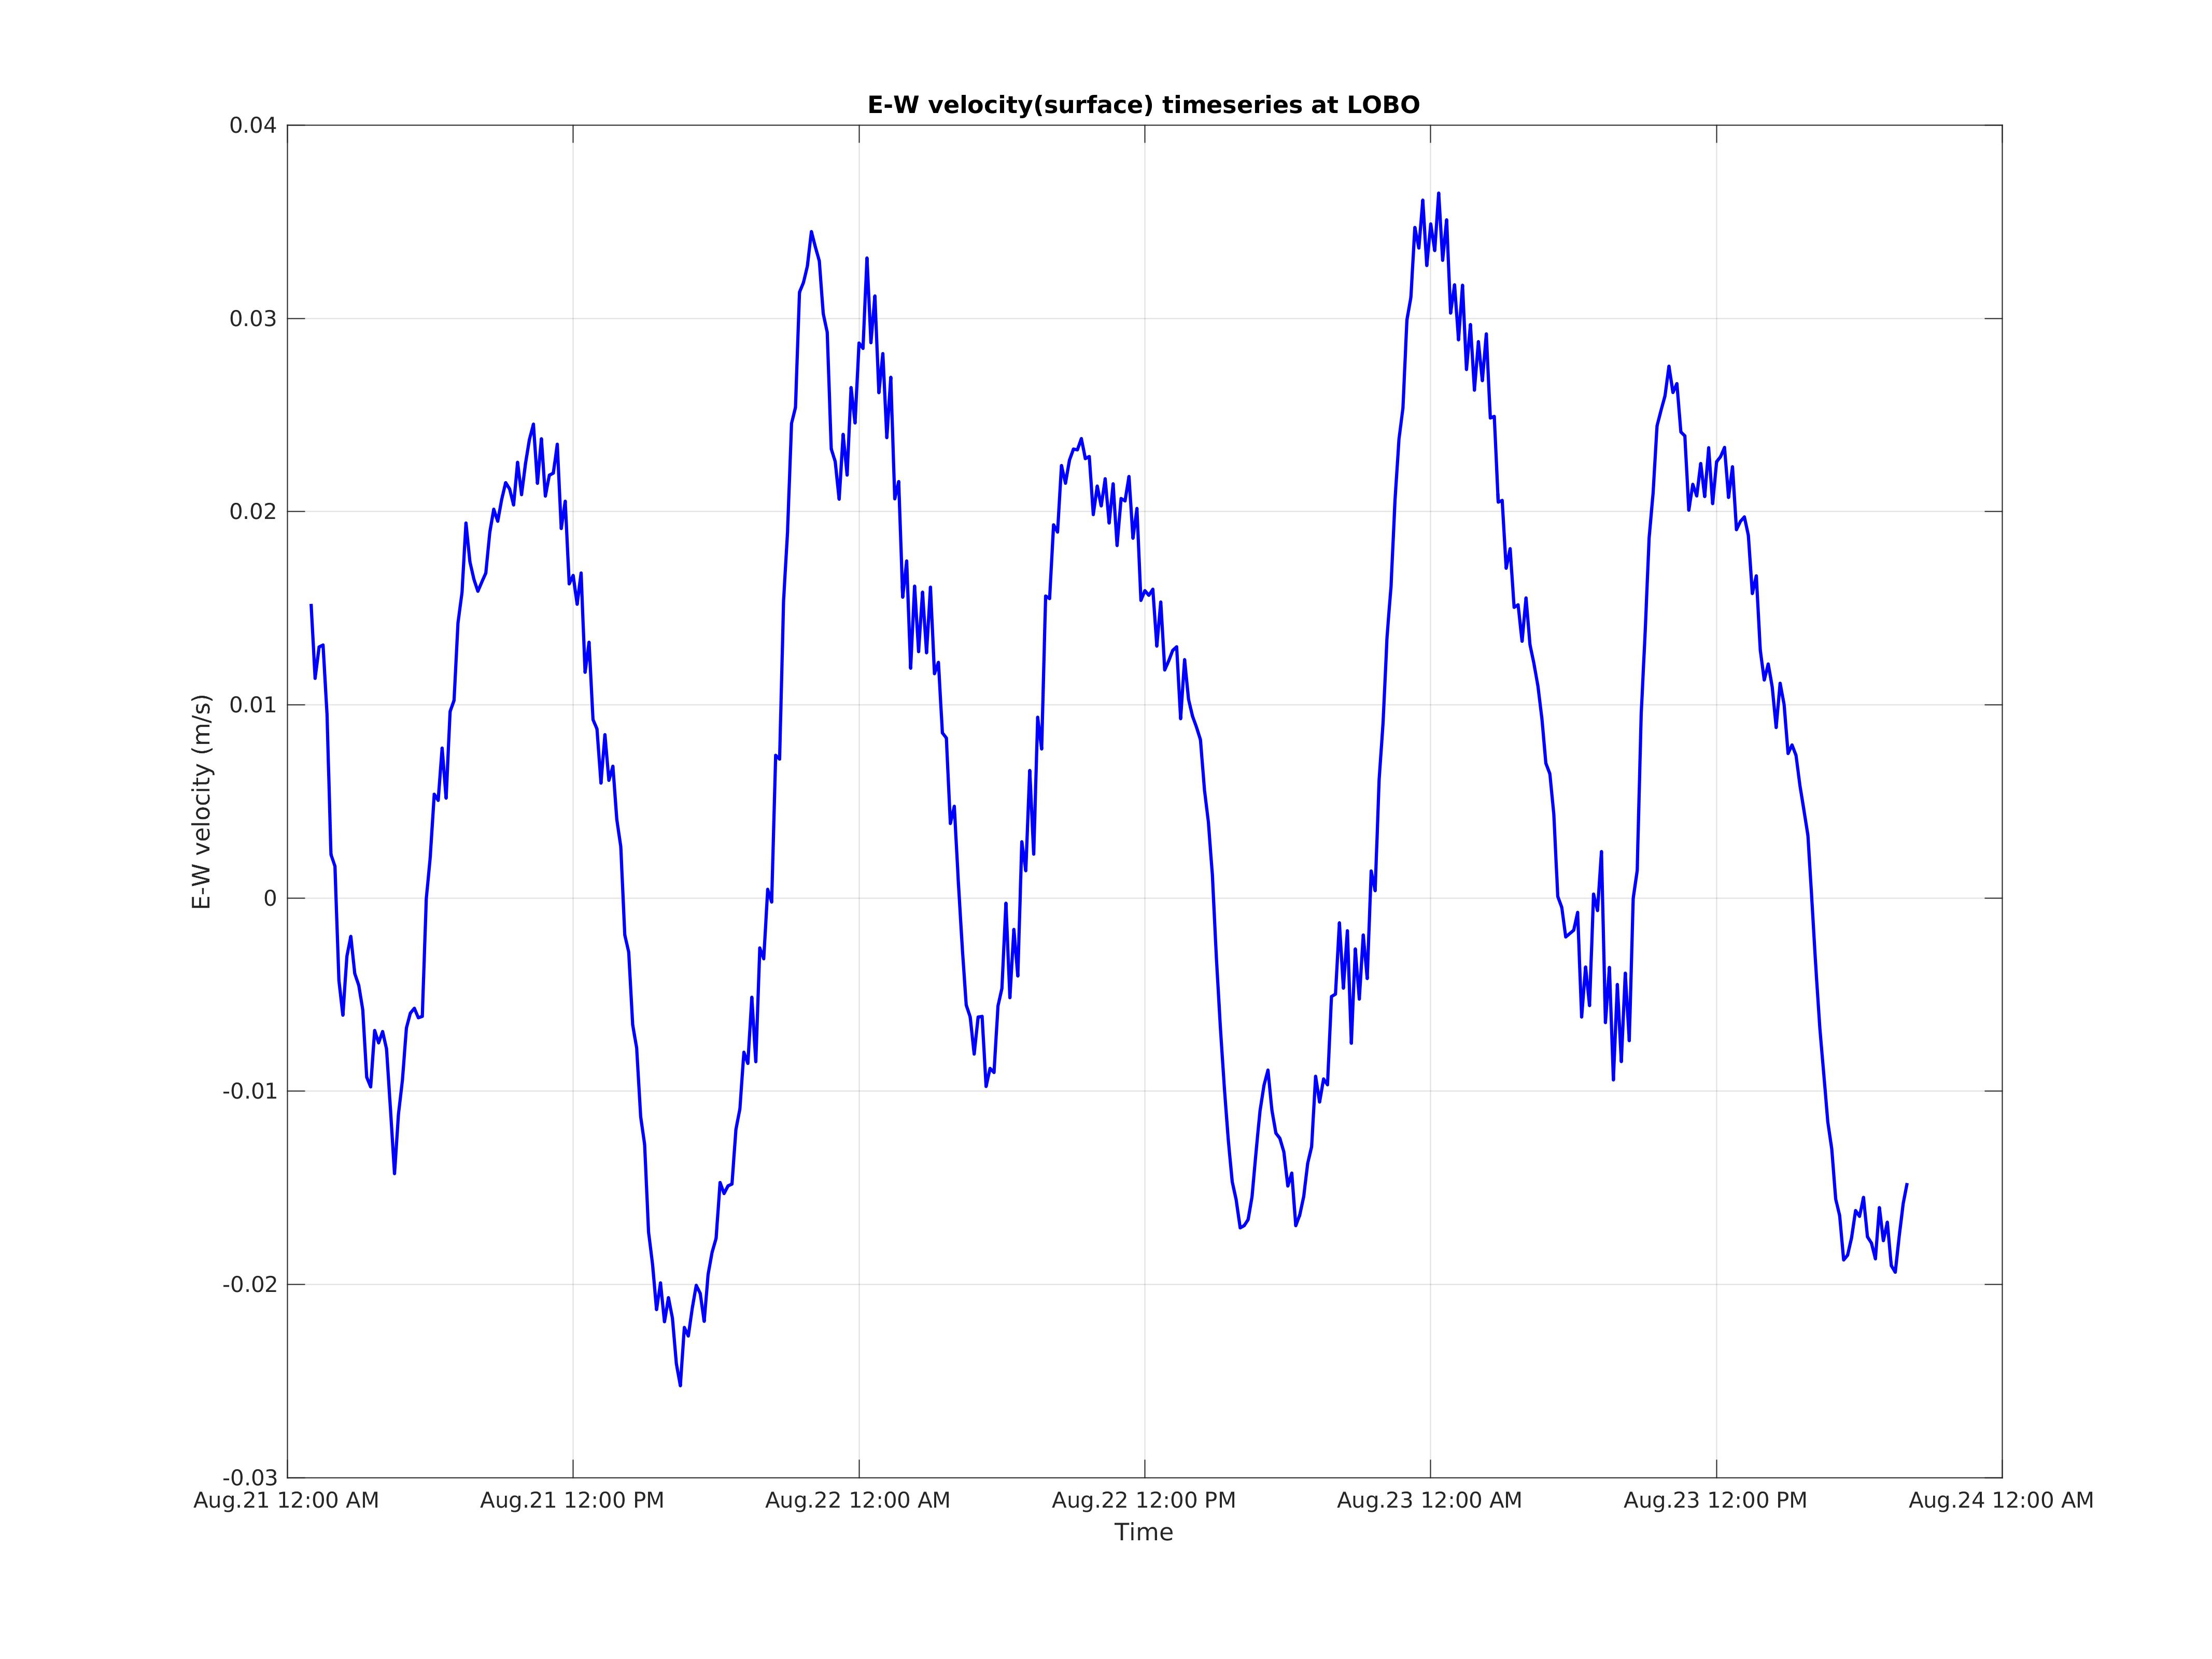 E-W velocity(surface) timeseries at LOBO
0.04
0.03
0.02
0.01
0
-0.01
-0.02
-0.03
E-W velocity (m/s)
Aug.21 12:00 AM
Aug.21 12:00 PM
Aug.22 12:00 AM
Aug.22 12:00 PM
Aug.23 12:00 AM
Aug.23 12:00 PM
Aug.24 12:00 AM
Time